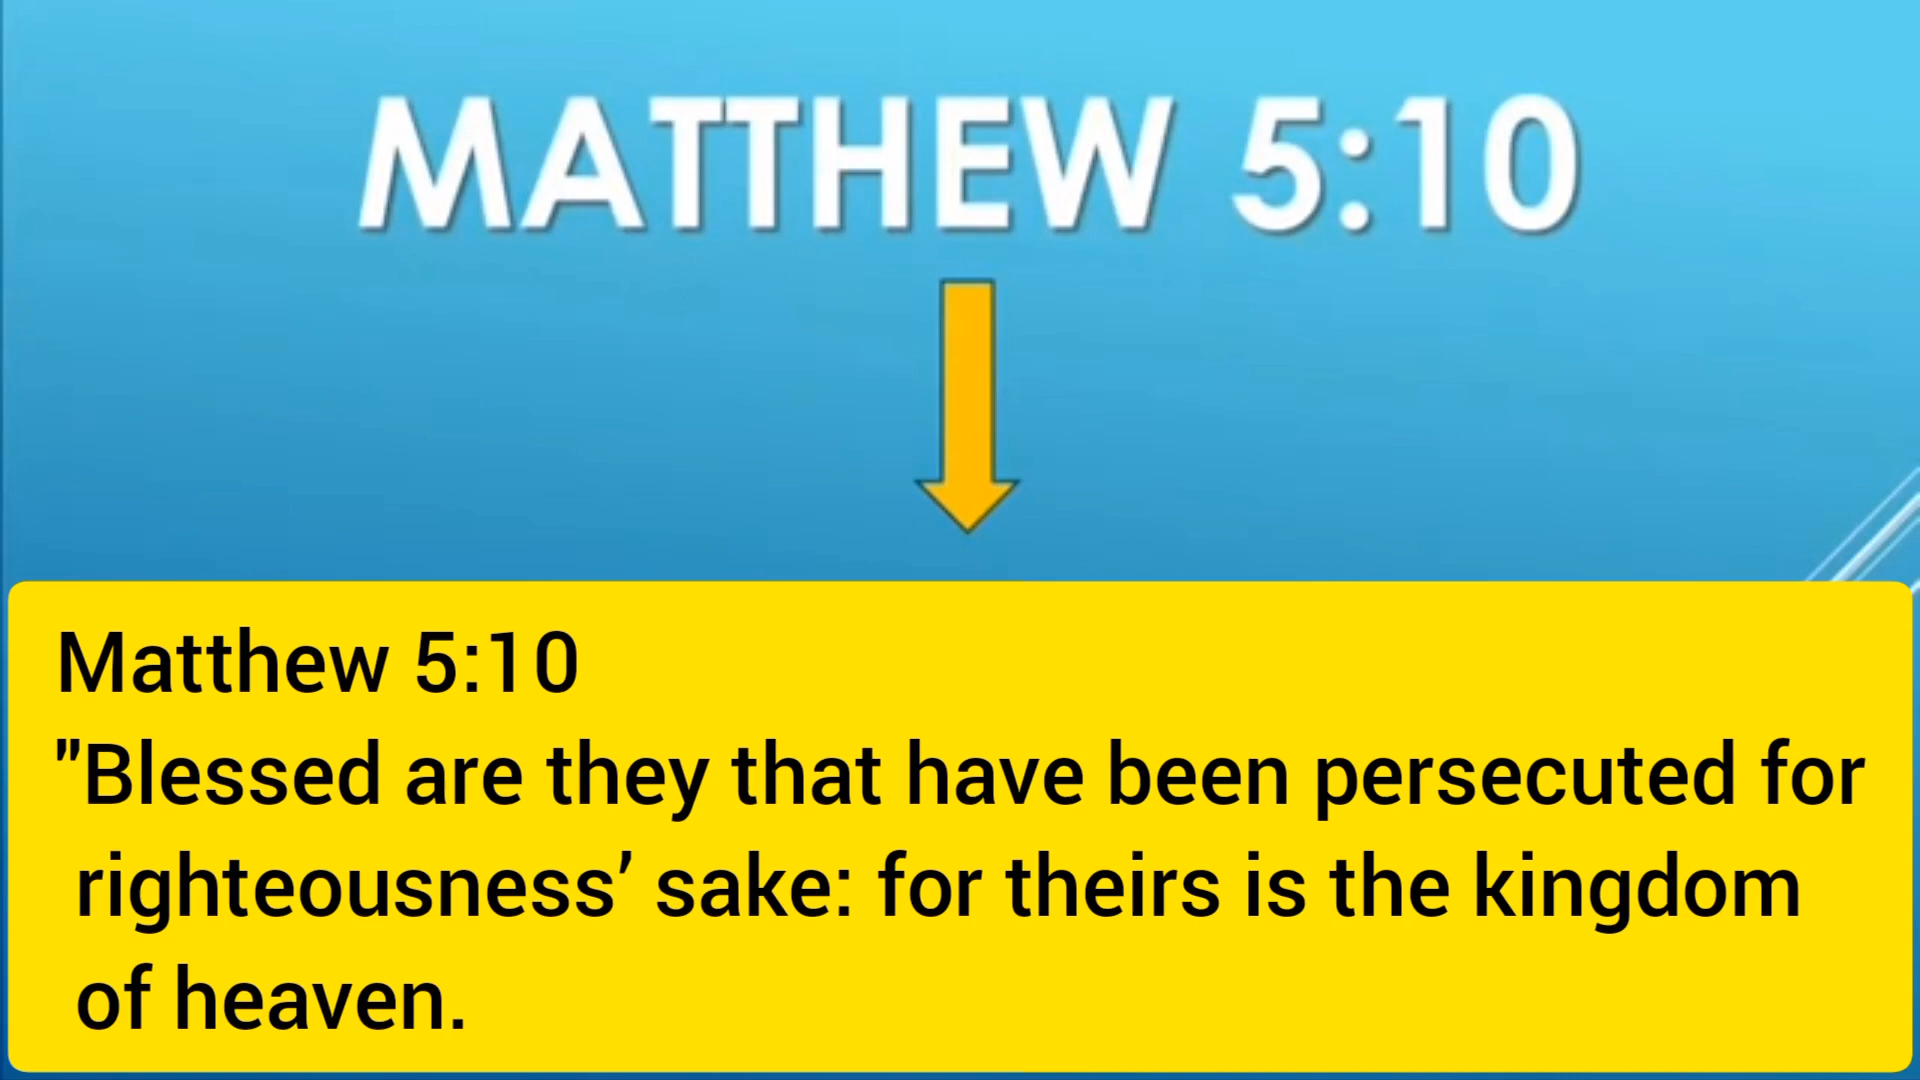 MATTHEW 5:10
Matthew 5:10
"Blessed are they that have been persecuted for
righteousness’ sake: for theirs is the kingdom
of heaven.